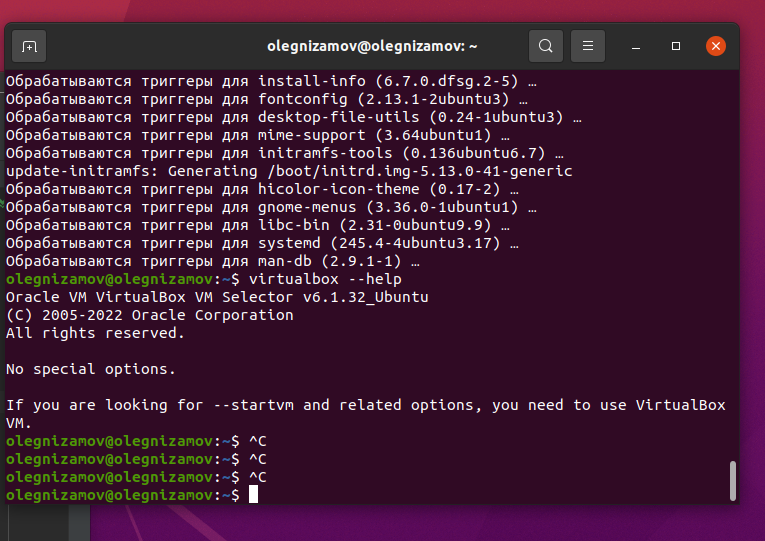 olegnizamov@olegnizamov: ~
Обрабатываются триггеры для install-info (6.7.0.dfsg.2-5) …
Обрабатываются триггеры для fontconfig (2.13.1-2ubuntu3) …
Обрабатываются триггеры для desktop-file-utils (0.24-1ubuntu3) …
Обрабатываются триггеры для mime-support (3.64ubuntu1) …
Обрабатываются триггеры для initramfs-tools (0.136ubuntu6.7) …
update-initramfs: Generating /boot/initrd.img-5.13.0-41-generic
Обрабатываются триггеры для hicolor-icon-theme (0.17-2) …
Обрабатываются триггеры для gnome-menus (3.36.0-1ubuntu1) …
Обрабатываются триггеры для libc-bin (2.31-0ubuntu9.9) …
Обрабатываются триггеры для systemd (245.4-4ubuntu3.17) …
Обрабатываются триггеры для man-db (2.9.1-1) …
olegnizamov@olegnizamov:~$ virtualbox --help
Oracle VM VirtualBox VM Selector v6.1.32_Ubuntu
(C) 2005-2022 Oracle Corporation
All rights reserved.
No special options.
If you are looking for --startvm and related options, you need to use VirtualBox
VM.
olegnizamov@olegnizamov:~$ ^C
olegnizamov@olegnizamov:~$ ^C
olegnizamov@olegnizamov:~$ ^C
olegnizamov@olegnizamov:~$